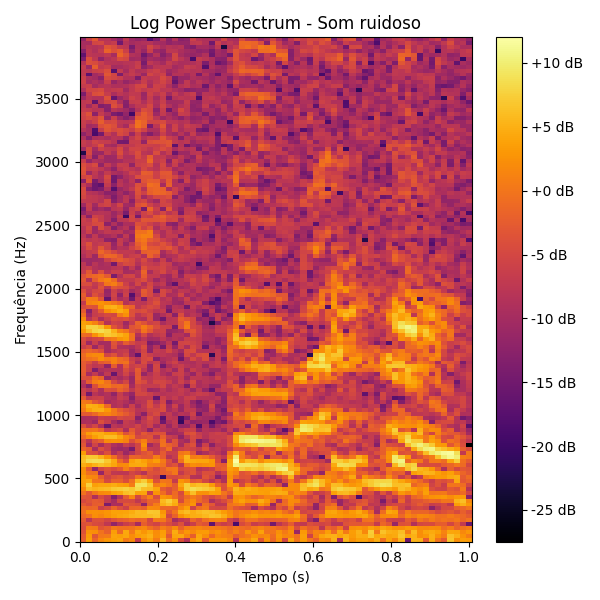 Log Power Spectrum - Som ruidoso
Frequência (Hz)
3500
3000
2500
2000
1500
1000
500
0
0.0 0.2 0.4 0.6 0.8 1.0
Tempo (s)
+10 dB
+5 dB
+0 dB
-5 dB
-10 dB
-15 dB
-20 dB
-25 dB